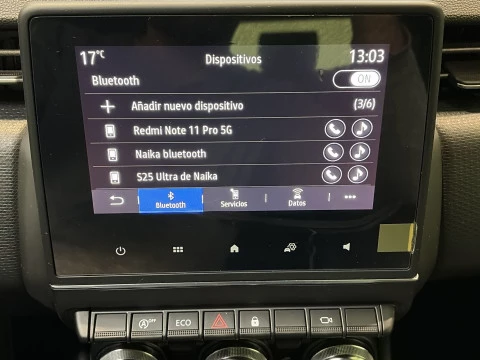 17°C Dispositivos 13:03
Bluetooth ON
Añadir nuevo dispositivo (3/6)
Redmi Note 11 Pro 5G
Naika bluetooth
S25 Ultra de Naika
Bluetooth Servicios Datos
OFF ECO